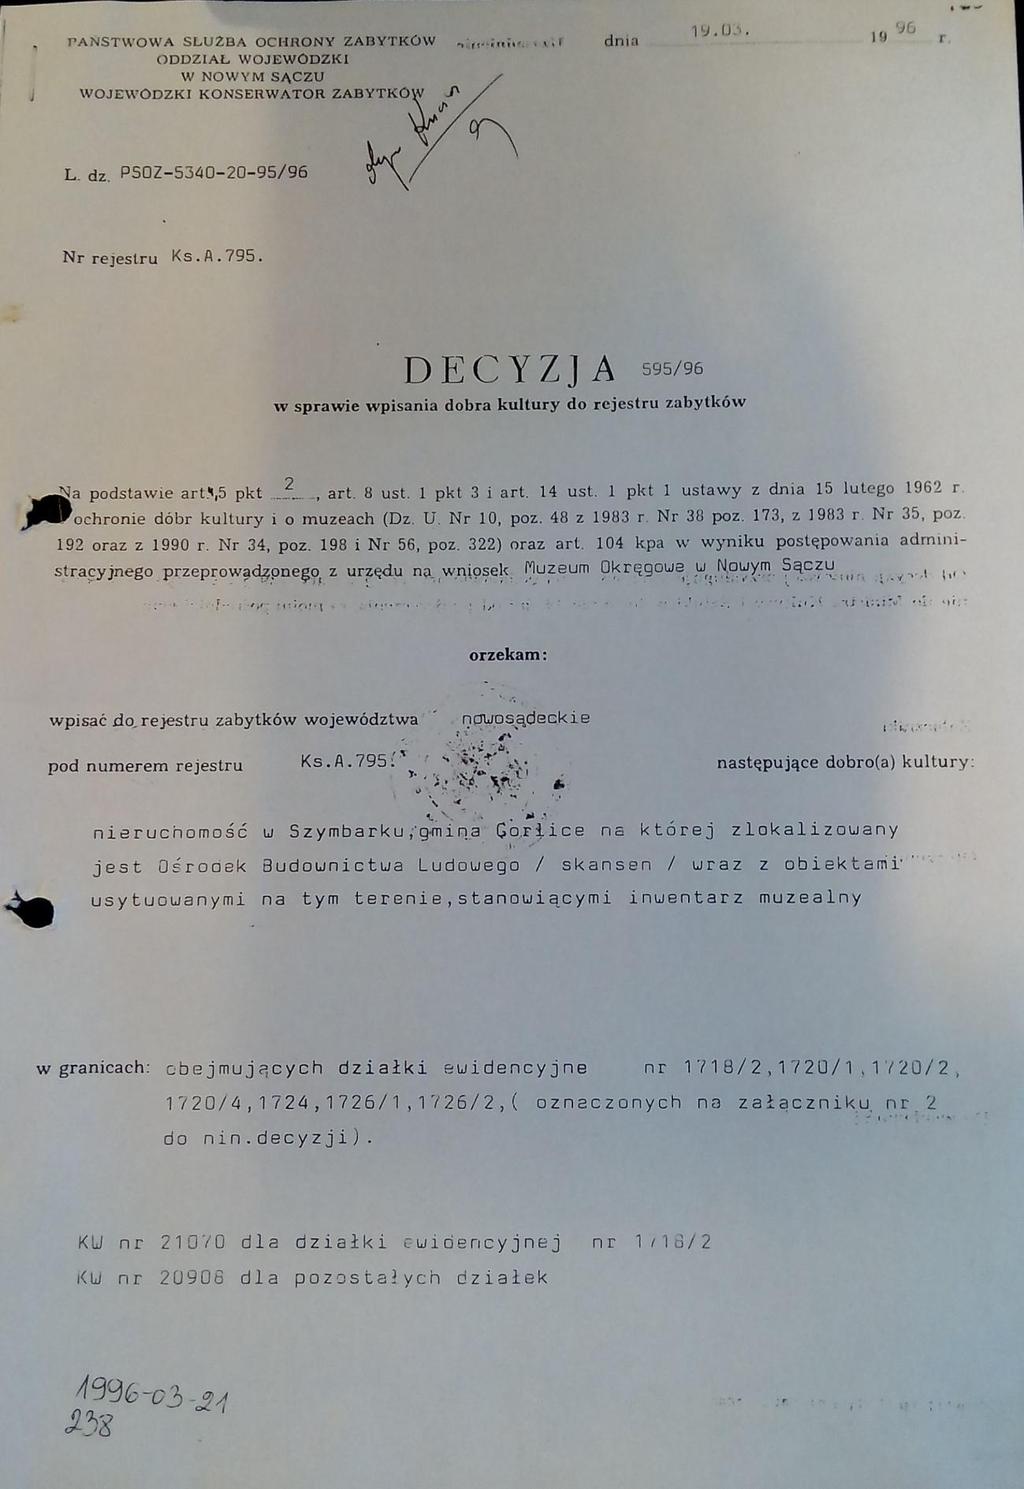 PAŃSTWOWA SŁUŻBA OCHRONY ZABYTKÓW dnia 19.03. 1996 r.
ODDZIAŁ WOJEWÓDZKI
W NOWYM SĄCZU
WOJEWÓDZKI KONSERWATOR ZABYTKÓW
L. dz. PSOZ-5340-20-95/96
Nr rejestru Ks.A.795.
DECYZJA 595/96
w sprawie wpisania dobra kultury do rejestru zabytków
Na podstawie art. 5 pkt 2, art. 8 ust. 1 pkt 3 i art. 14 ust. 1 pkt 1 ustawy z dnia 15 lutego 1962 r.
ochronie dóbr kultury i o muzeach (Dz. U. Nr 10, poz. 48 z 1983 r. Nr 38 poz. 173, z 1983 r. Nr 35, poz.
192 oraz z 1990 r. Nr 34, poz. 198 i Nr 56, poz. 322) oraz art. 104 kpa w wyniku postępowania admini-
stracyjnego przeprowadzonego z urzędu na wniosek Muzeum Okręgowe w Nowym Sączu
orzekam:
wpisać do rejestru zabytków województwa nowosądeckie
pod numerem rejestru Ks.A.795. następujące dobro(a) kultury:
nieruchomość w Szymbarku,gmina Gorlice na której zlokalizowany
jest Ośrodek Budownictwa Ludowego / skansen / wraz z obiektami
usytuowanymi na tym terenie,stanowiącymi inwentarz muzealny
w granicach: obejmujących działki ewidencyjne nr 1718/2,1720/1,1720/2,
1720/4,1724,1726/1,1726/2,( oznaczonych na załączniku nr 2
do nin.decyzji).
KW nr 21070 dla działki ewidencyjnej nr 1718/2
KW nr 20908 dla pozostałych działek
1996-03-21
238